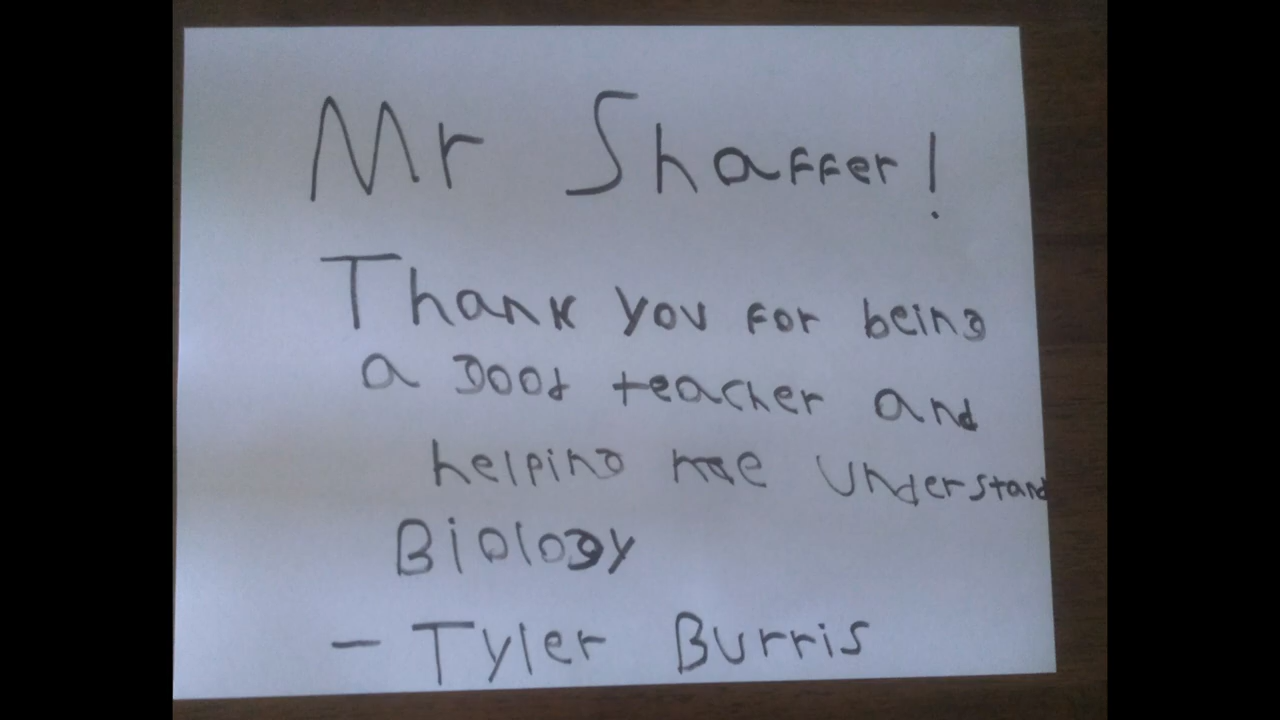 Mr Shaffer!
Thank you for being
a good teacher and
helping me understand
Biology
- Tyler Burris